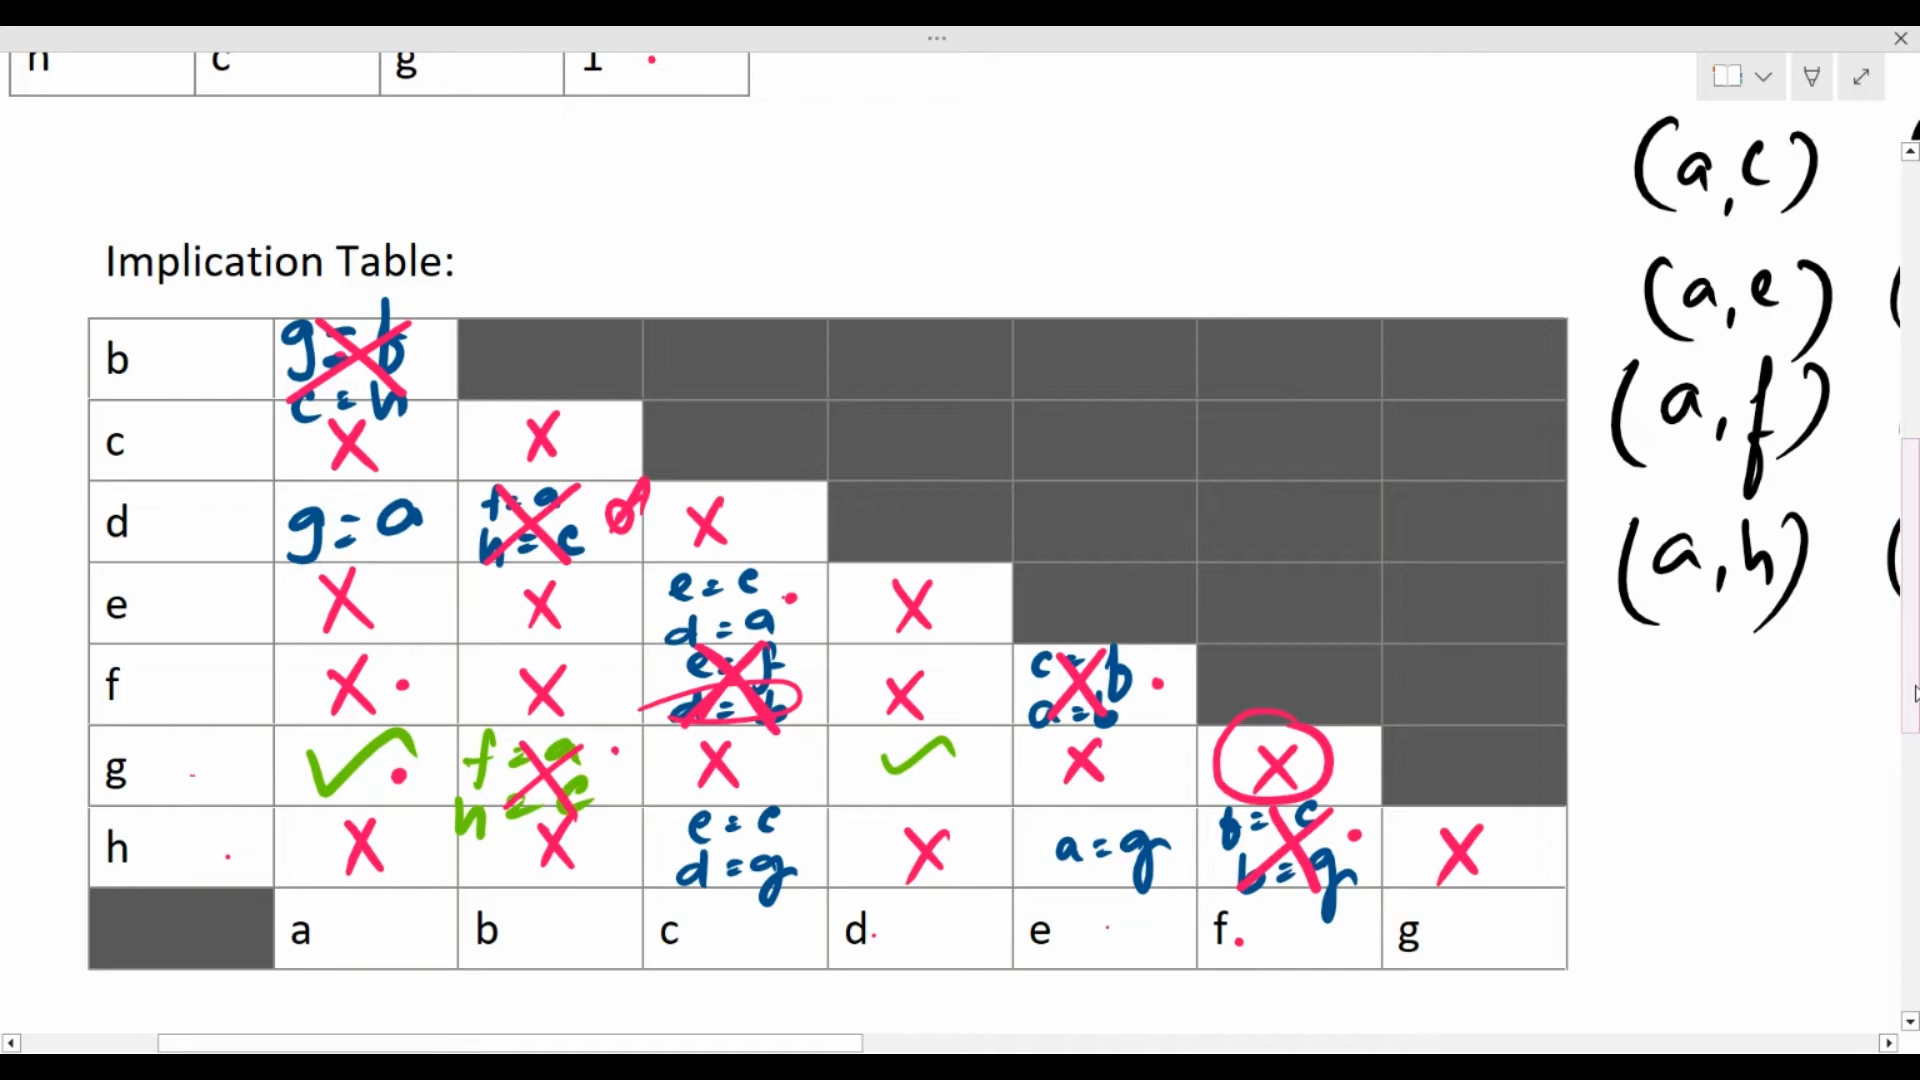 h c g 1
(a,c)
(a,e)
(a,f)
(a,h)
Implication Table:
b g=b
c=h
c X X
d g=a f=a X
h=c
e X X e=e X
d=a
f X X e=f X c=b
d=b a=b
g ✓ f=a X ✓ X X
h=c
h X X e=c X a=g f=c X
d=g b=g
a b c d e f g